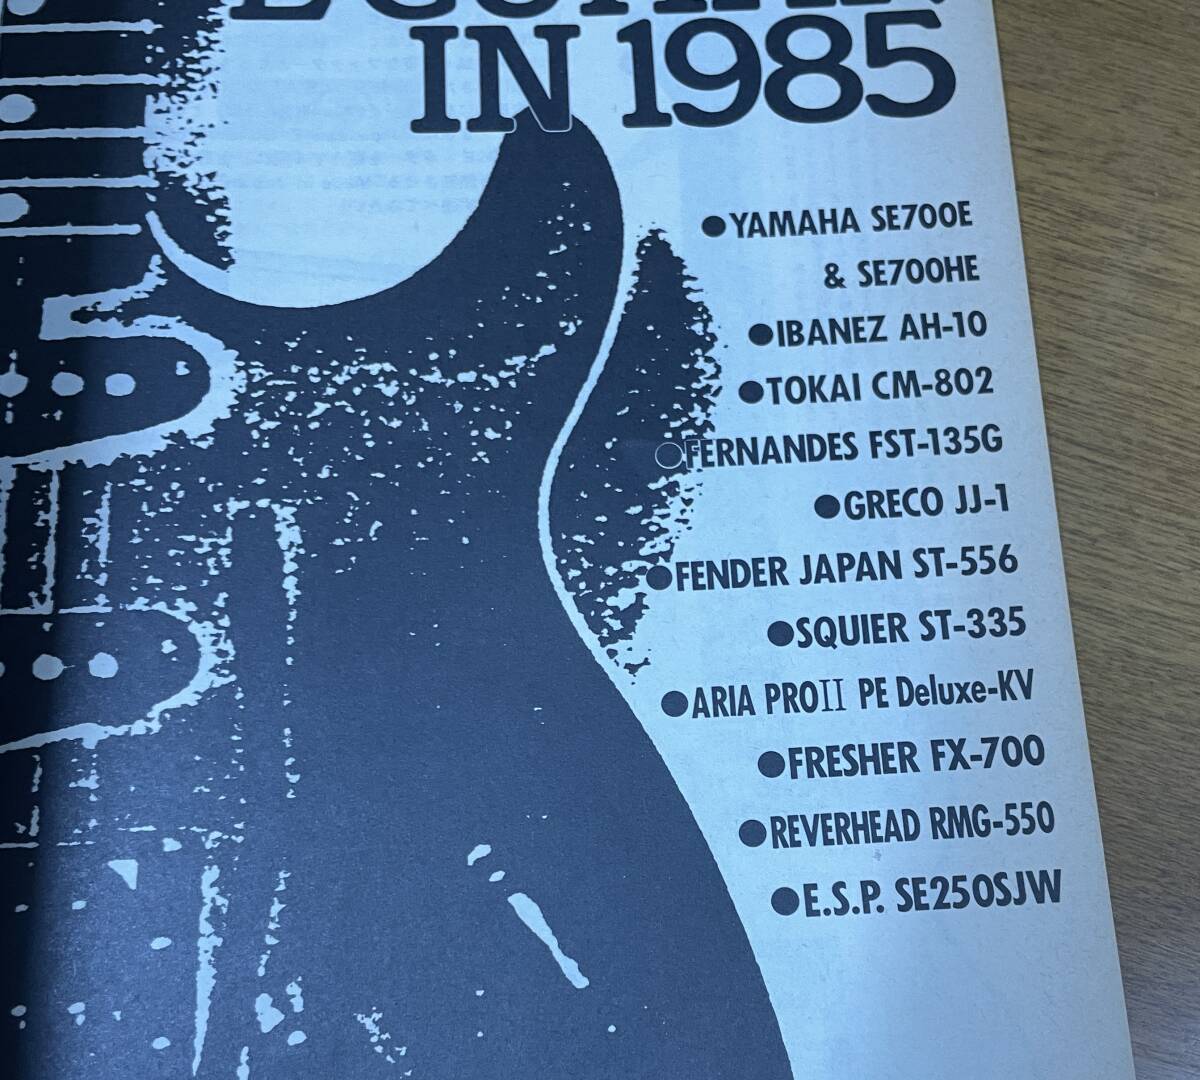 IN 1985
●YAMAHA SE700E
& SE700HE
●IBANEZ AH-10
●TOKAI CM-802
●FERNANDES FST-135G
●GRECO JJ-1
●FENDER JAPAN ST-556
●SQUIER ST-335
●ARIA PROII PE Deluxe-KV
●FRESHER FX-700
●REVERHEAD RMG-550
●E.S.P. SE250SJW